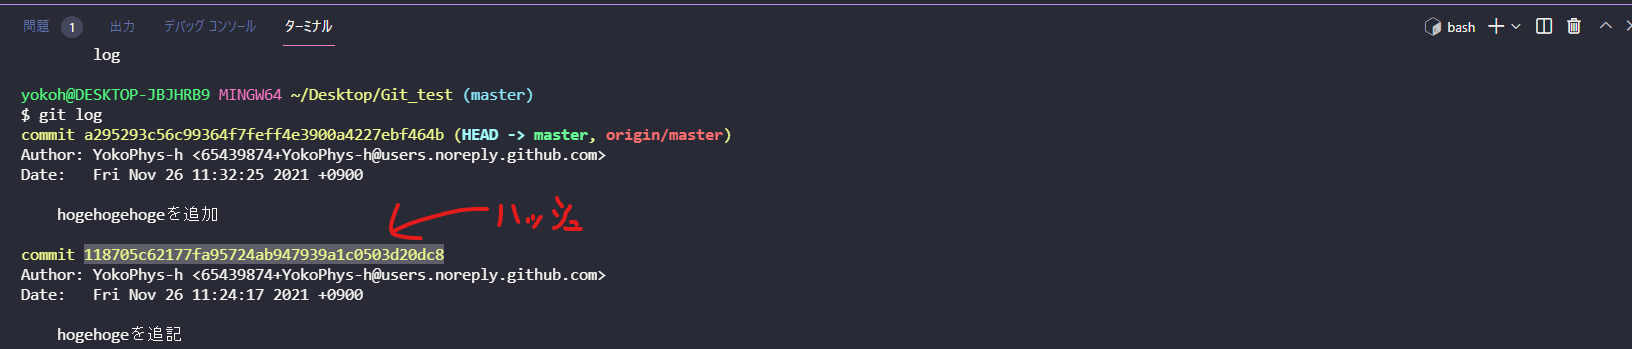 問題 1 出力 デバッグ コンソール ターミナル bash
log
yokoh@DESKTOP-JBJHRB9 MINGW64 ~/Desktop/Git_test (master)
$ git log
commit a295293c56c99364f7feff4e3900a4227ebf464b (HEAD -> master, origin/master)
Author: YokoPhys-h <65439874+YokoPhys-h@users.noreply.github.com>
Date:   Fri Nov 26 11:32:25 2021 +0900
hogehogehogeを追加
ハッシュ
commit 118705c62177fa95724ab947939a1c0503d20dc8
Author: YokoPhys-h <65439874+YokoPhys-h@users.noreply.github.com>
Date:   Fri Nov 26 11:24:17 2021 +0900
hogehogeを追記